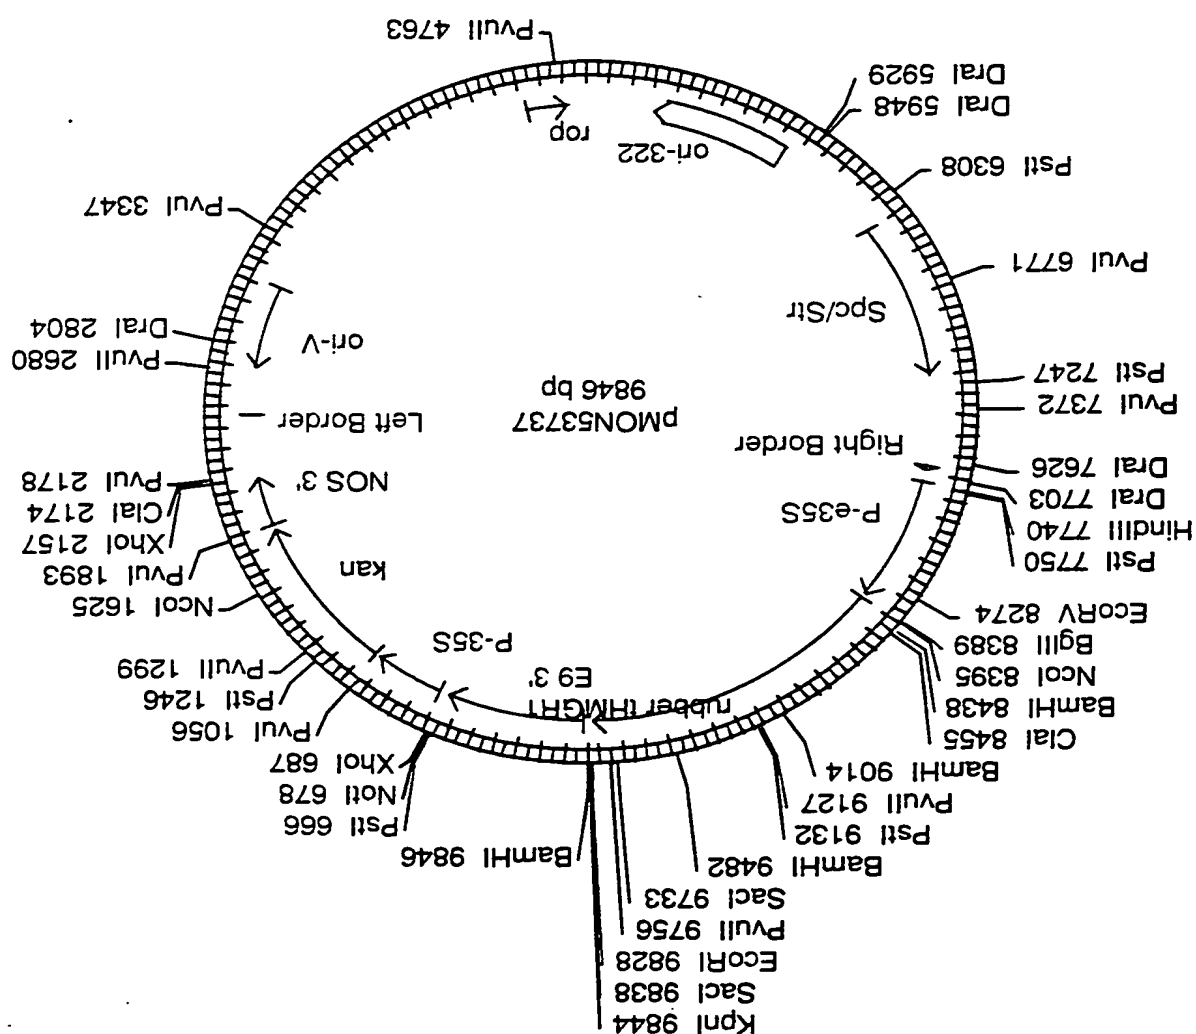 KpnI 9844
SacI 9838
EcoRI 9828
PvuII 9756
SacI 9733
BamHI 9482
BamHI 9846
PstI 9132
PvuII 9127
BamHI 9014
ClaI 8455
BamHI 8438
NcoI 8395
BglII 8389
EcoRV 8274
PstI 7750
HindIII 7740
DraI 7703
DraI 7626
PvuI 7372
PstI 7247
PvuI 6771
PstI 6308
DraI 5948
DraI 5929
PstI 666
NotI 678
XhoI 687
PvuI 1056
PstI 1246
PvuII 1299
NcoI 1625
PvuI 1893
XhoI 2157
ClaI 2174
PvuI 2178
PvuII 2680
DraI 2804
PvuI 3347
PvuII 4763
rubber tHMGR1
E9 3'
P-35S
kan
NOS 3'
P-e35S
Right Border
Left Border
pMON53737
9846 bp
ori-V
Spc/Str
ori-322
rop